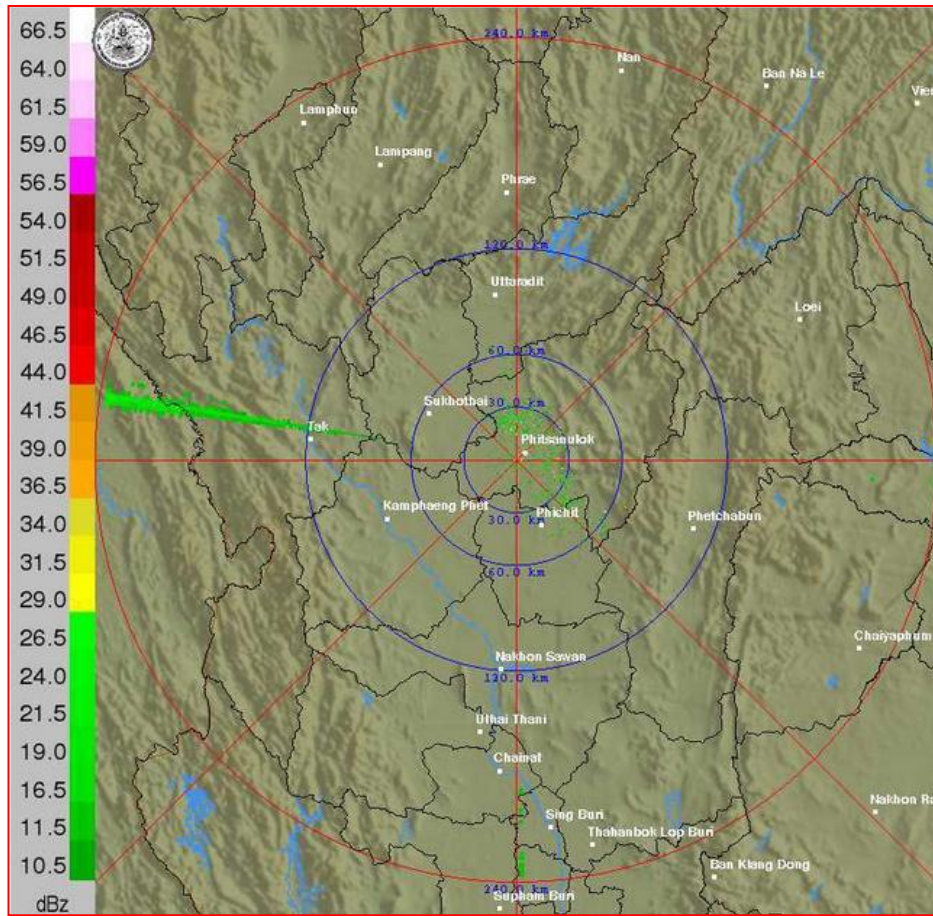 66.5
64.0
61.5
59.0
56.5
54.0
51.5
49.0
46.5
44.0
41.5
39.0
36.5
34.0
31.5
29.0
26.5
24.0
21.5
19.0
16.5
11.5
10.5
dBz
240.0 km
Nan
Ban Na Le
Vien
Lamphun
Lampang
Phrae
120.0 km
Uttaradit
Loei
60.0 km
30.0 km
Sukhothai
Tak
Phitsanulok
Kamphaeng Phet
Phichit
30.0 km
Phetchabun
60.0 km
Chaiyaphum
Nakhon Sawan
120.0 km
Uthai Thani
Chainat
Nakhon Ra
Sing Buri
Thahanbok Lop Buri
Ban Klang Dong
240.0 km
Suphan Buri